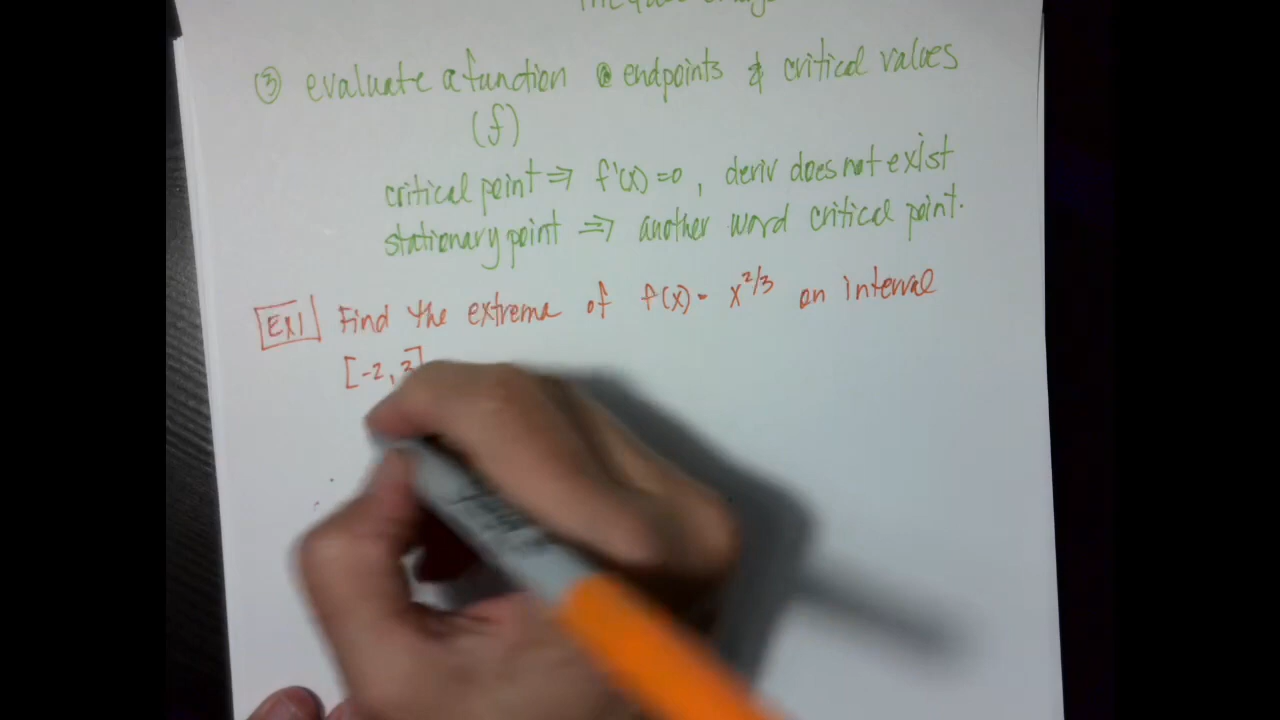 ③ evaluate a function @ endpoints & critical values
(f)
critical point ⇒ f'(x)=0, deriv does not exist
stationary point ⇒ another word critical point.
Ex1 Find the extrema of f(x) = x^2/3 on interval
[-2, 3]